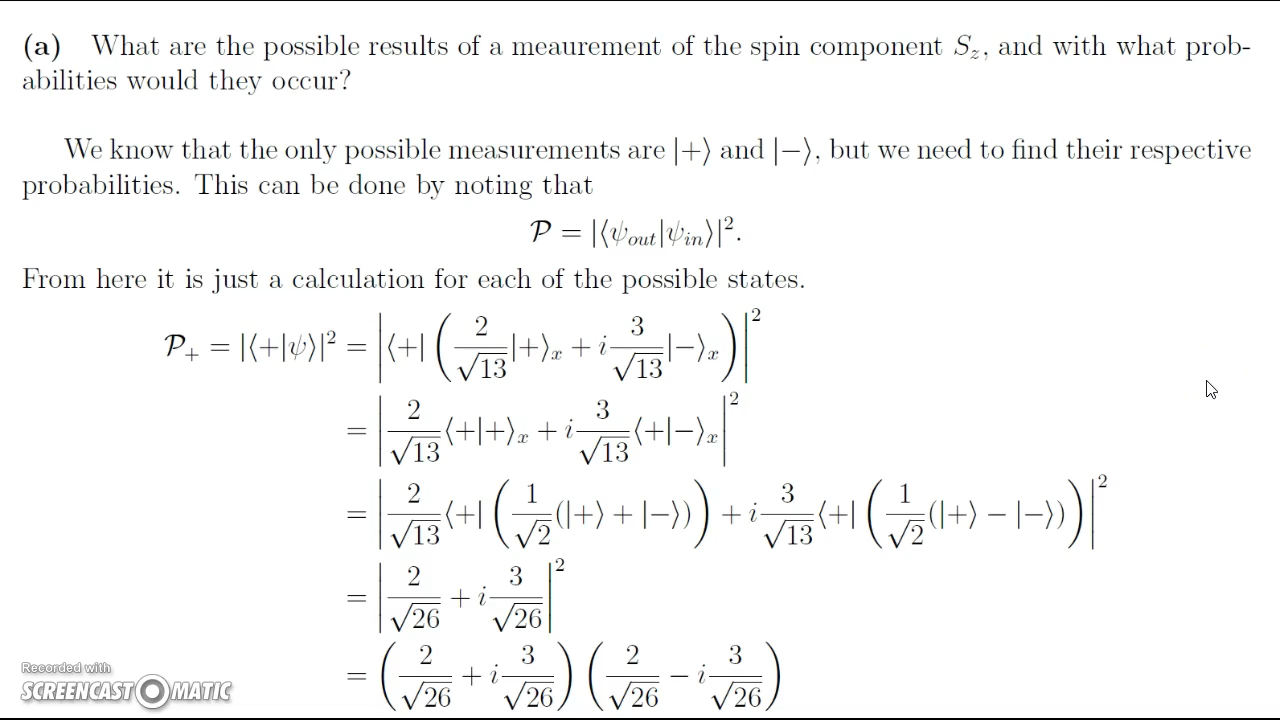 (a) What are the possible results of a meaurement of the spin component S_z, and with what prob-
abilities would they occur?
We know that the only possible measurements are |+⟩ and |−⟩, but we need to find their respective
probabilities. This can be done by noting that
𝒫 = |⟨ψ_out|ψ_in⟩|².
From here it is just a calculation for each of the possible states.
𝒫₊ = |⟨+|ψ⟩|² = |⟨+| ( 2/√13 |+⟩ₓ + i 3/√13 |−⟩ₓ )|²
= | 2/√13 ⟨+|+⟩ₓ + i 3/√13 ⟨+|−⟩ₓ |²
= | 2/√13 ⟨+| ( 1/√2 (|+⟩ + |−⟩) ) + i 3/√13 ⟨+| ( 1/√2 (|+⟩ − |−⟩) ) |²
= | 2/√26 + i 3/√26 |²
= ( 2/√26 + i 3/√26 ) ( 2/√26 − i 3/√26 )
Recorded with
SCREENCAST O MATIC